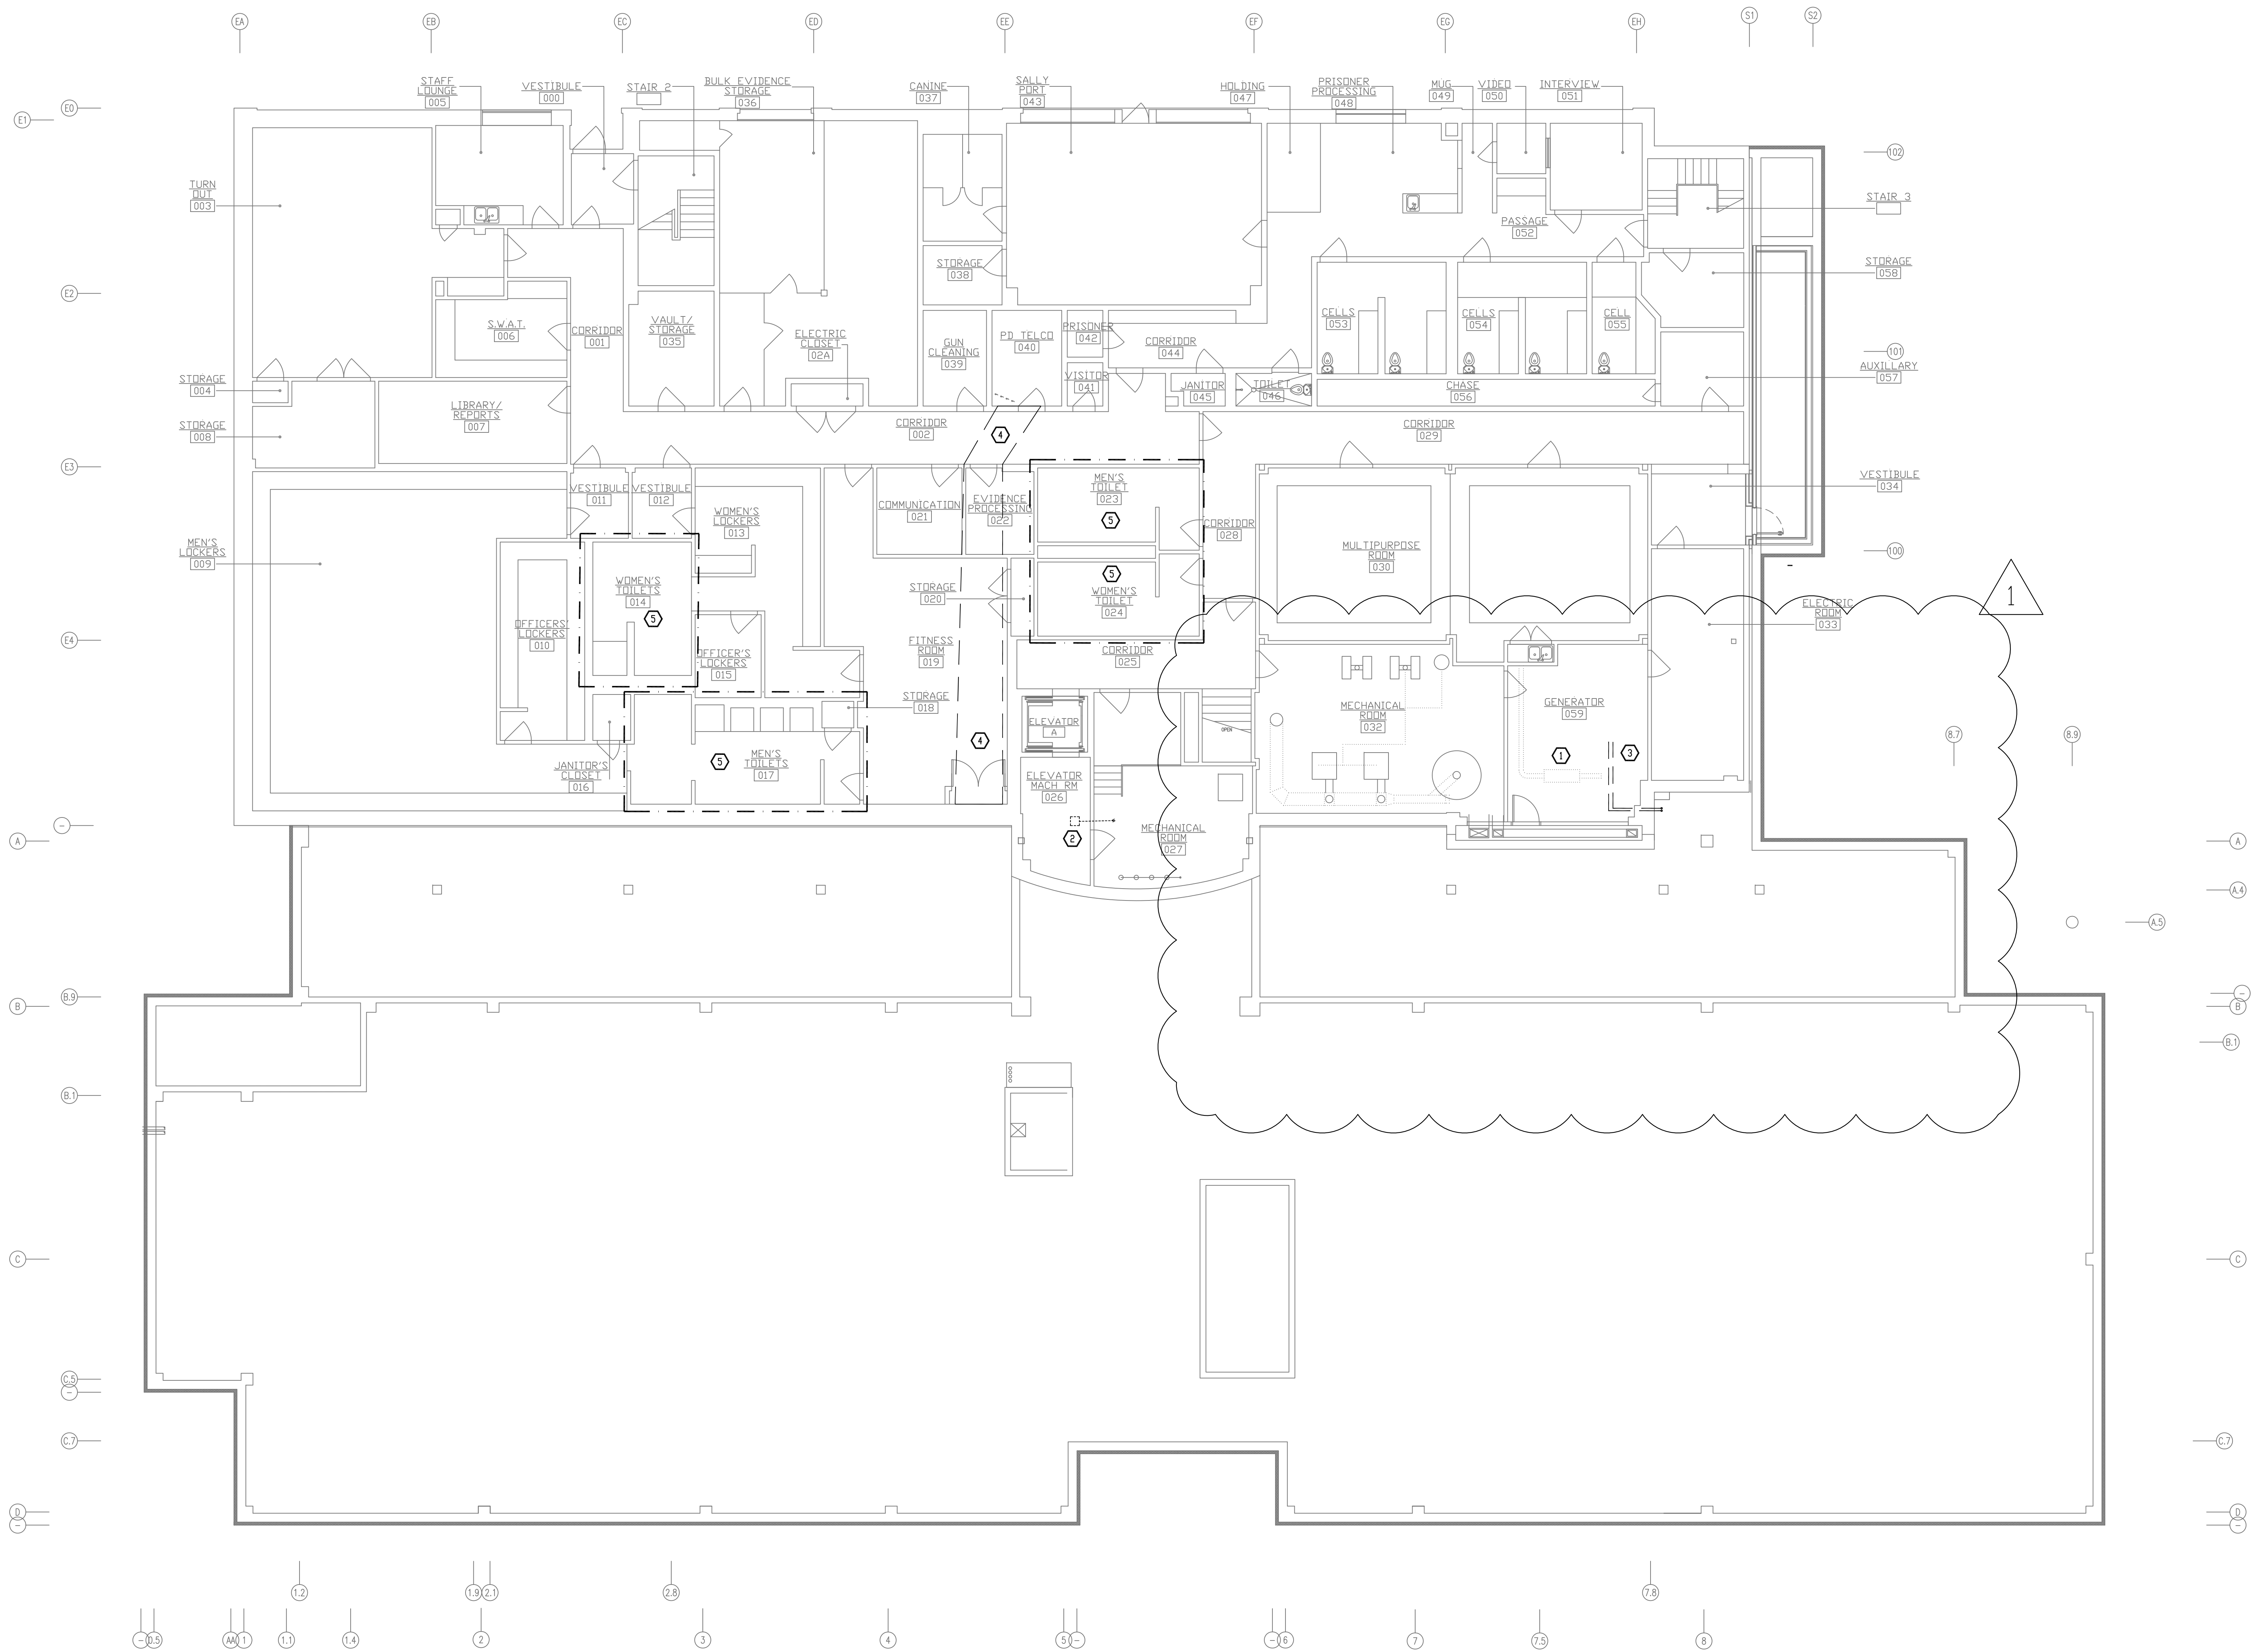 EA
EB
EC
ED
EE
EF
EG
EH
S1
S2
E0
E1
STAFF
LOUNGE
005
VESTIBULE
000
STAIR 2
BULK EVIDENCE
STORAGE
036
CANINE
037
SALLY
PORT
043
HOLDING
047
PRISONER
PROCESSING
048
MUG
049
VIDEO
050
INTERVIEW
051
102
TURN
OUT
003
STAIR 3
PASSAGE
052
STORAGE
038
STORAGE
058
E2
S.W.A.T.
006
CORRIDOR
001
VAULT/
STORAGE
035
ELECTRIC
CLOSET
02A
GUN
CLEANING
039
PD TELCO
040
PRISONER
042
CORRIDOR
044
CELLS
053
CELLS
054
CELL
055
101
STORAGE
004
VISITOR
041
JANITOR
045
TOILET
046
CHASE
056
AUXILLARY
057
LIBRARY/
REPORTS
007
STORAGE
008
CORRIDOR
002
4
CORRIDOR
029
E3
VESTIBULE
011
VESTIBULE
012
WOMEN'S
LOCKERS
013
COMMUNICATION
021
EVIDENCE
PROCESSING
022
MEN'S
TOILET
023
5
CORRIDOR
028
VESTIBULE
034
MEN'S
LOCKERS
009
MULTIPURPOSE
ROOM
030
100
-
WOMEN'S
TOILETS
014
5
STORAGE
020
5
WOMEN'S
TOILET
024
ELECTRIC
ROOM
033
1
OFFICERS'
LOCKERS
010
E4
OFFICER'S
LOCKERS
015
FITNESS
ROOM
019
CORRIDOR
025
STORAGE
018
ELEVATOR
A
OPEN
MECHANICAL
ROOM
032
GENERATOR
059
1
3
8.7
8.9
JANITOR'S
CLOSET
016
5
MEN'S
TOILETS
017
4
ELEVATOR
MACH RM
026
2
MECHANICAL
ROOM
027
-
A
A
A.4
A.5
B.9
B
-
B
B.1
B.1
C
C
C.5
-
C.7
C.7
D
-
D
-
1.2
1.9
2.1
2.8
7.8
-
0.5
AA
1
1.1
1.4
2
3
4
5
-
-
6
7
7.5
8